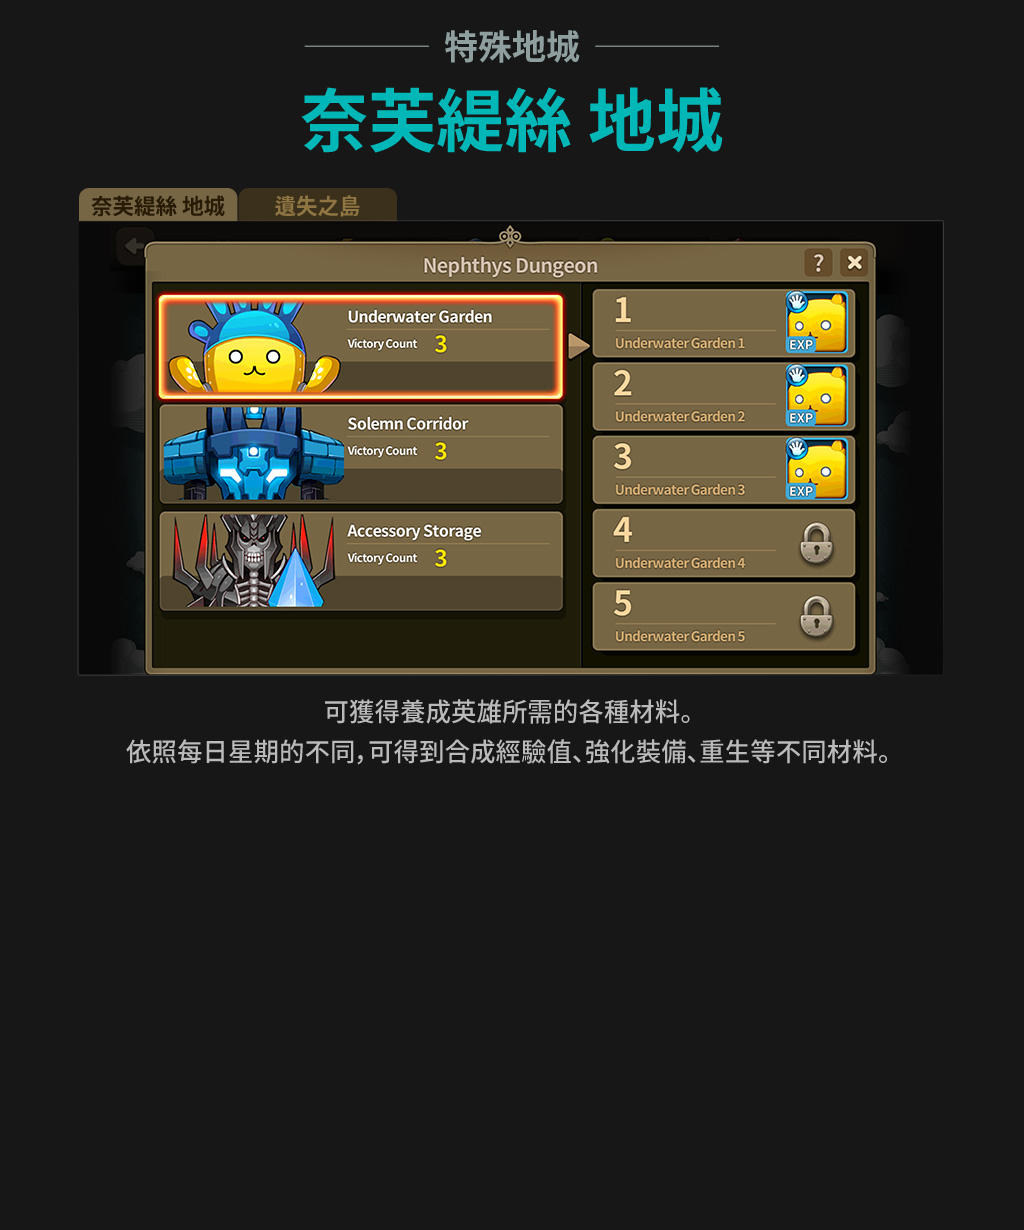 特殊地城
奈芙緹絲 地城
奈芙緹絲 地城
遺失之島
Nephthys Dungeon
?
Underwater Garden
Victory Count 3
Solemn Corridor
Victory Count 3
Accessory Storage
Victory Count 3
1
Underwater Garden 1
EXP
2
Underwater Garden 2
EXP
3
Underwater Garden 3
EXP
4
Underwater Garden 4
5
Underwater Garden 5
可獲得養成英雄所需的各種材料。
依照每日星期的不同，可得到合成經驗值、強化裝備、重生等不同材料。